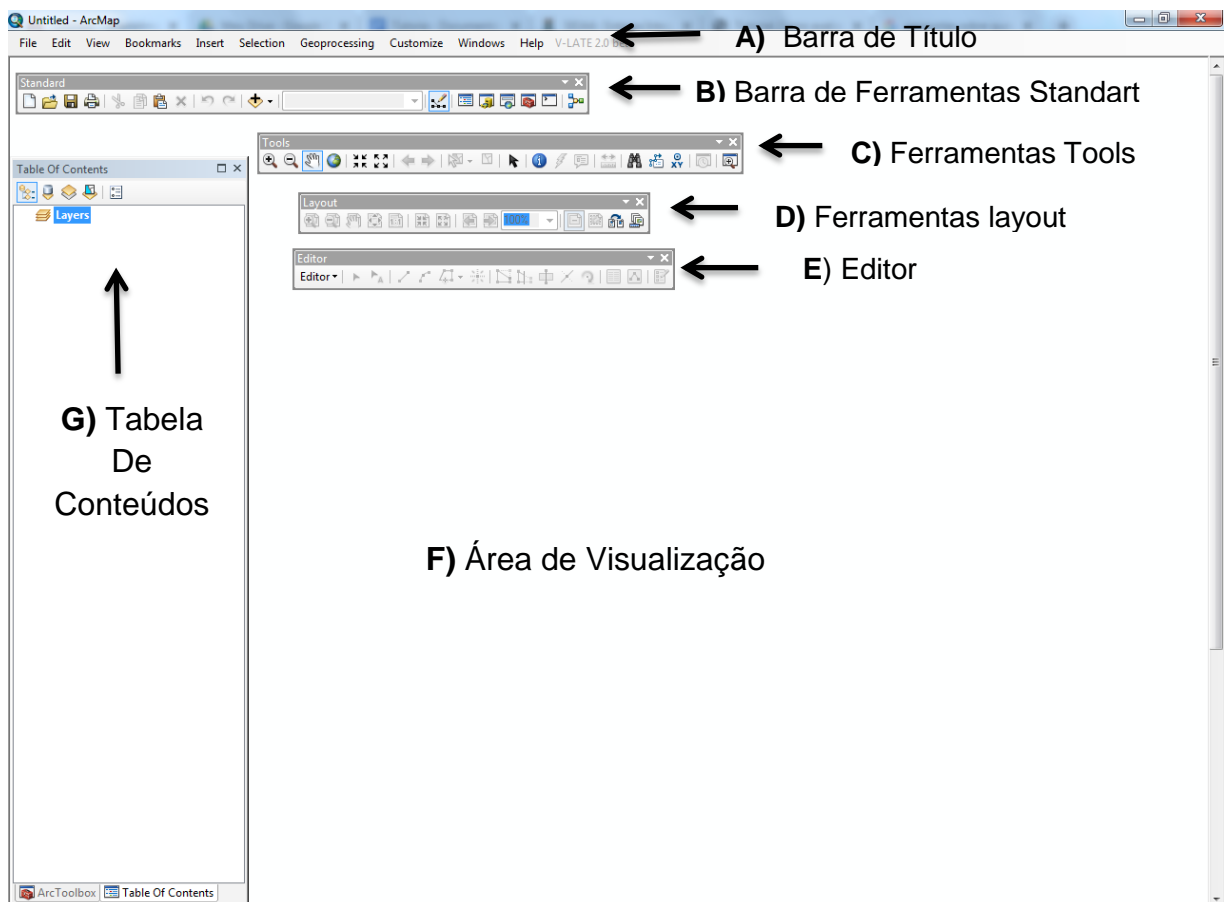 Untitled - ArcMap
File Edit View Bookmarks Insert Selection Geoprocessing Customize Windows Help V-LATE 2.0
A) Barra de Título
Standard
B) Barra de Ferramentas Standart
Tools
C) Ferramentas Tools
Table Of Contents
Layers
Layout
100%
D) Ferramentas layout
Editor
Editor
E) Editor
G) Tabela
De
Conteúdos
F) Área de Visualização
ArcToolbox Table Of Contents